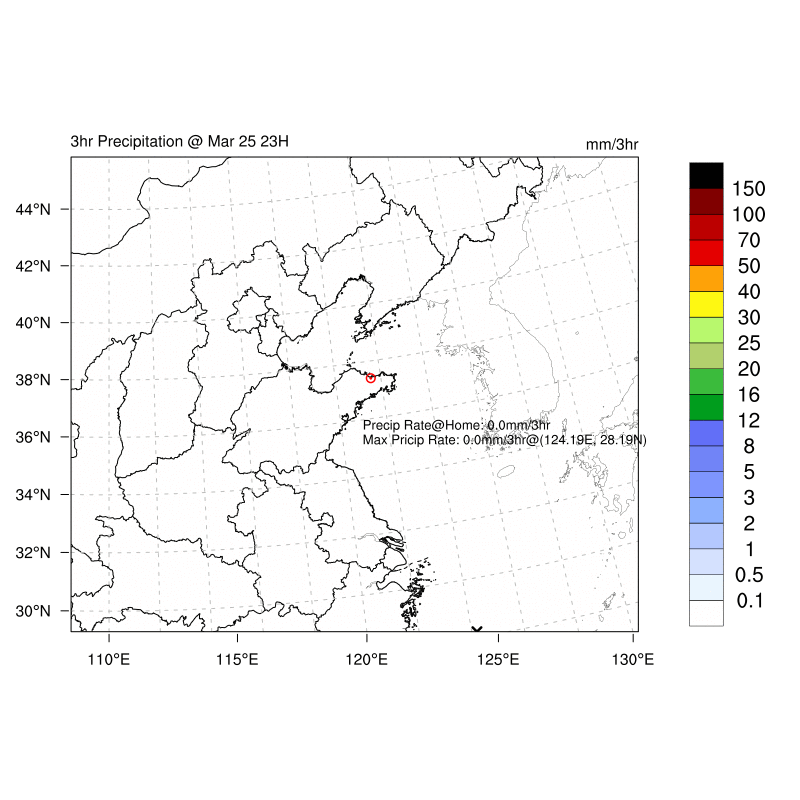 3hr Precipitation @ Mar 25 23H
mm/3hr
44°N
42°N
40°N
38°N
36°N
34°N
32°N
30°N
110°E
115°E
120°E
125°E
130°E
Precip Rate@Home: 0.0mm/3hr
Max Pricip Rate: 0.0mm/3hr@(124.19E, 28.19N)
150
100
70
50
40
30
25
20
16
12
8
5
3
2
1
0.5
0.1